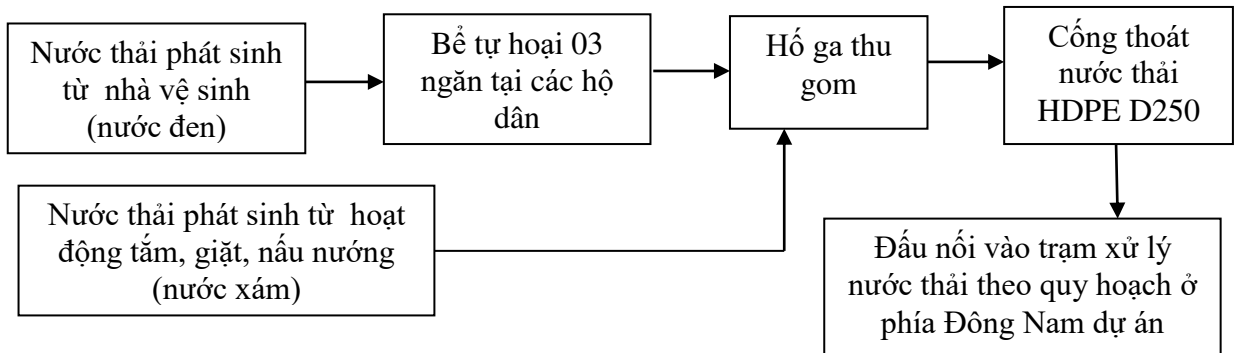 Nước thải phát sinh
từ nhà vệ sinh
(nước đen)
Bể tự hoại 03
ngăn tại các hộ
dân
Hố ga thu
gom
Cống thoát
nước thải
HDPE D250
Nước thải phát sinh từ hoạt
động tắm, giặt, nấu nướng
(nước xám)
Đấu nối vào trạm xử lý
nước thải theo quy hoạch ở
phía Đông Nam dự án